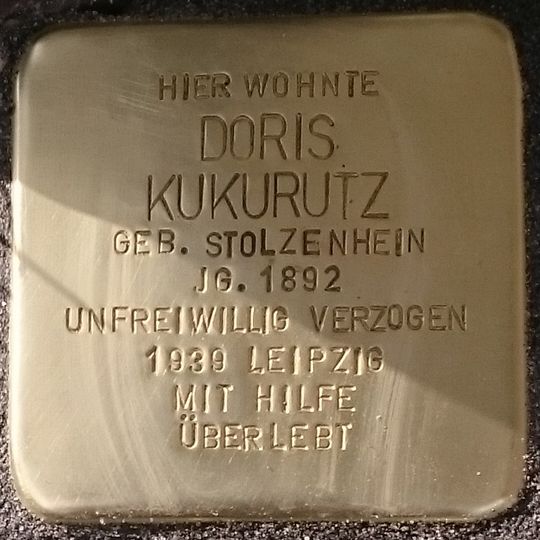 HIER WOHNTE
DORIS
KUKURUTZ
GEB. STOLZENHEIN
JG. 1892
UNFREIWILLIG VERZOGEN
1939 LEIPZIG
MIT HILFE
ÜBERLEBT